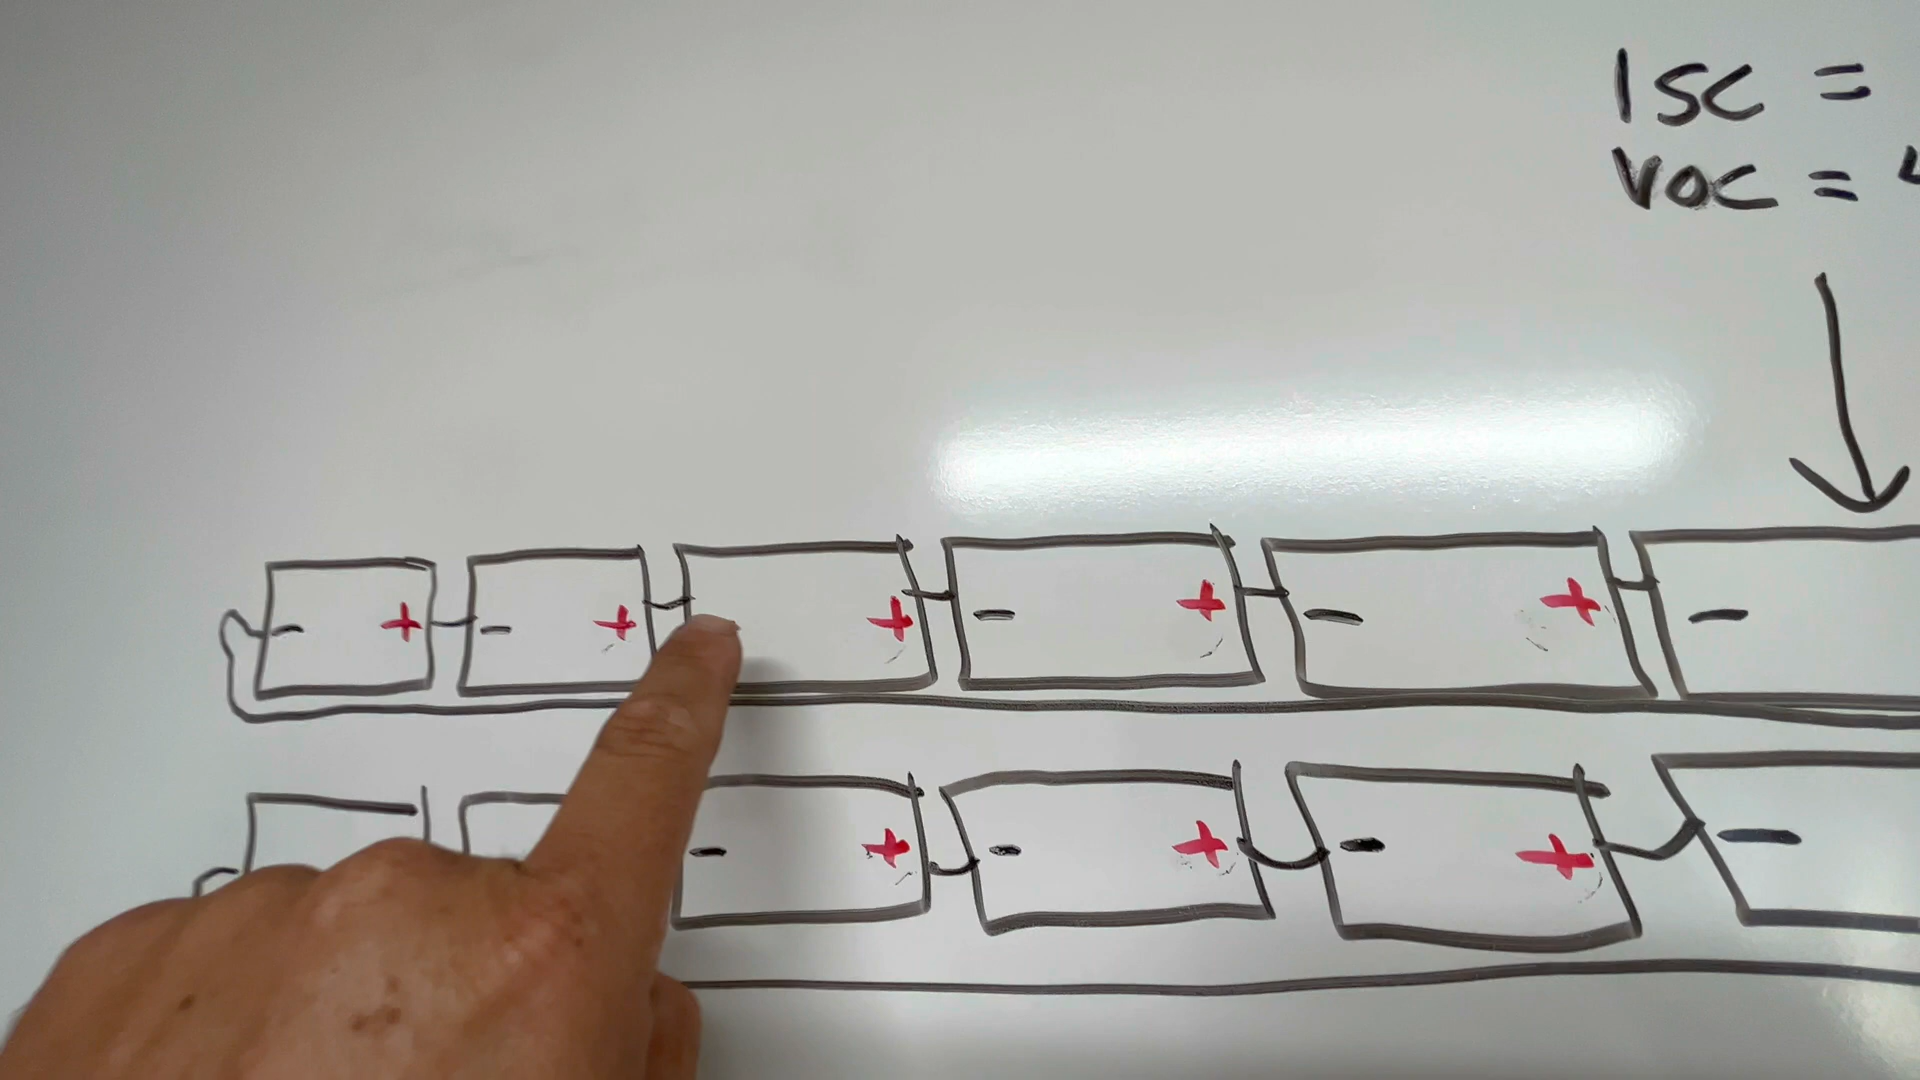 ISC =
VOC =
- + - + + - + - + -
- + - + - + -